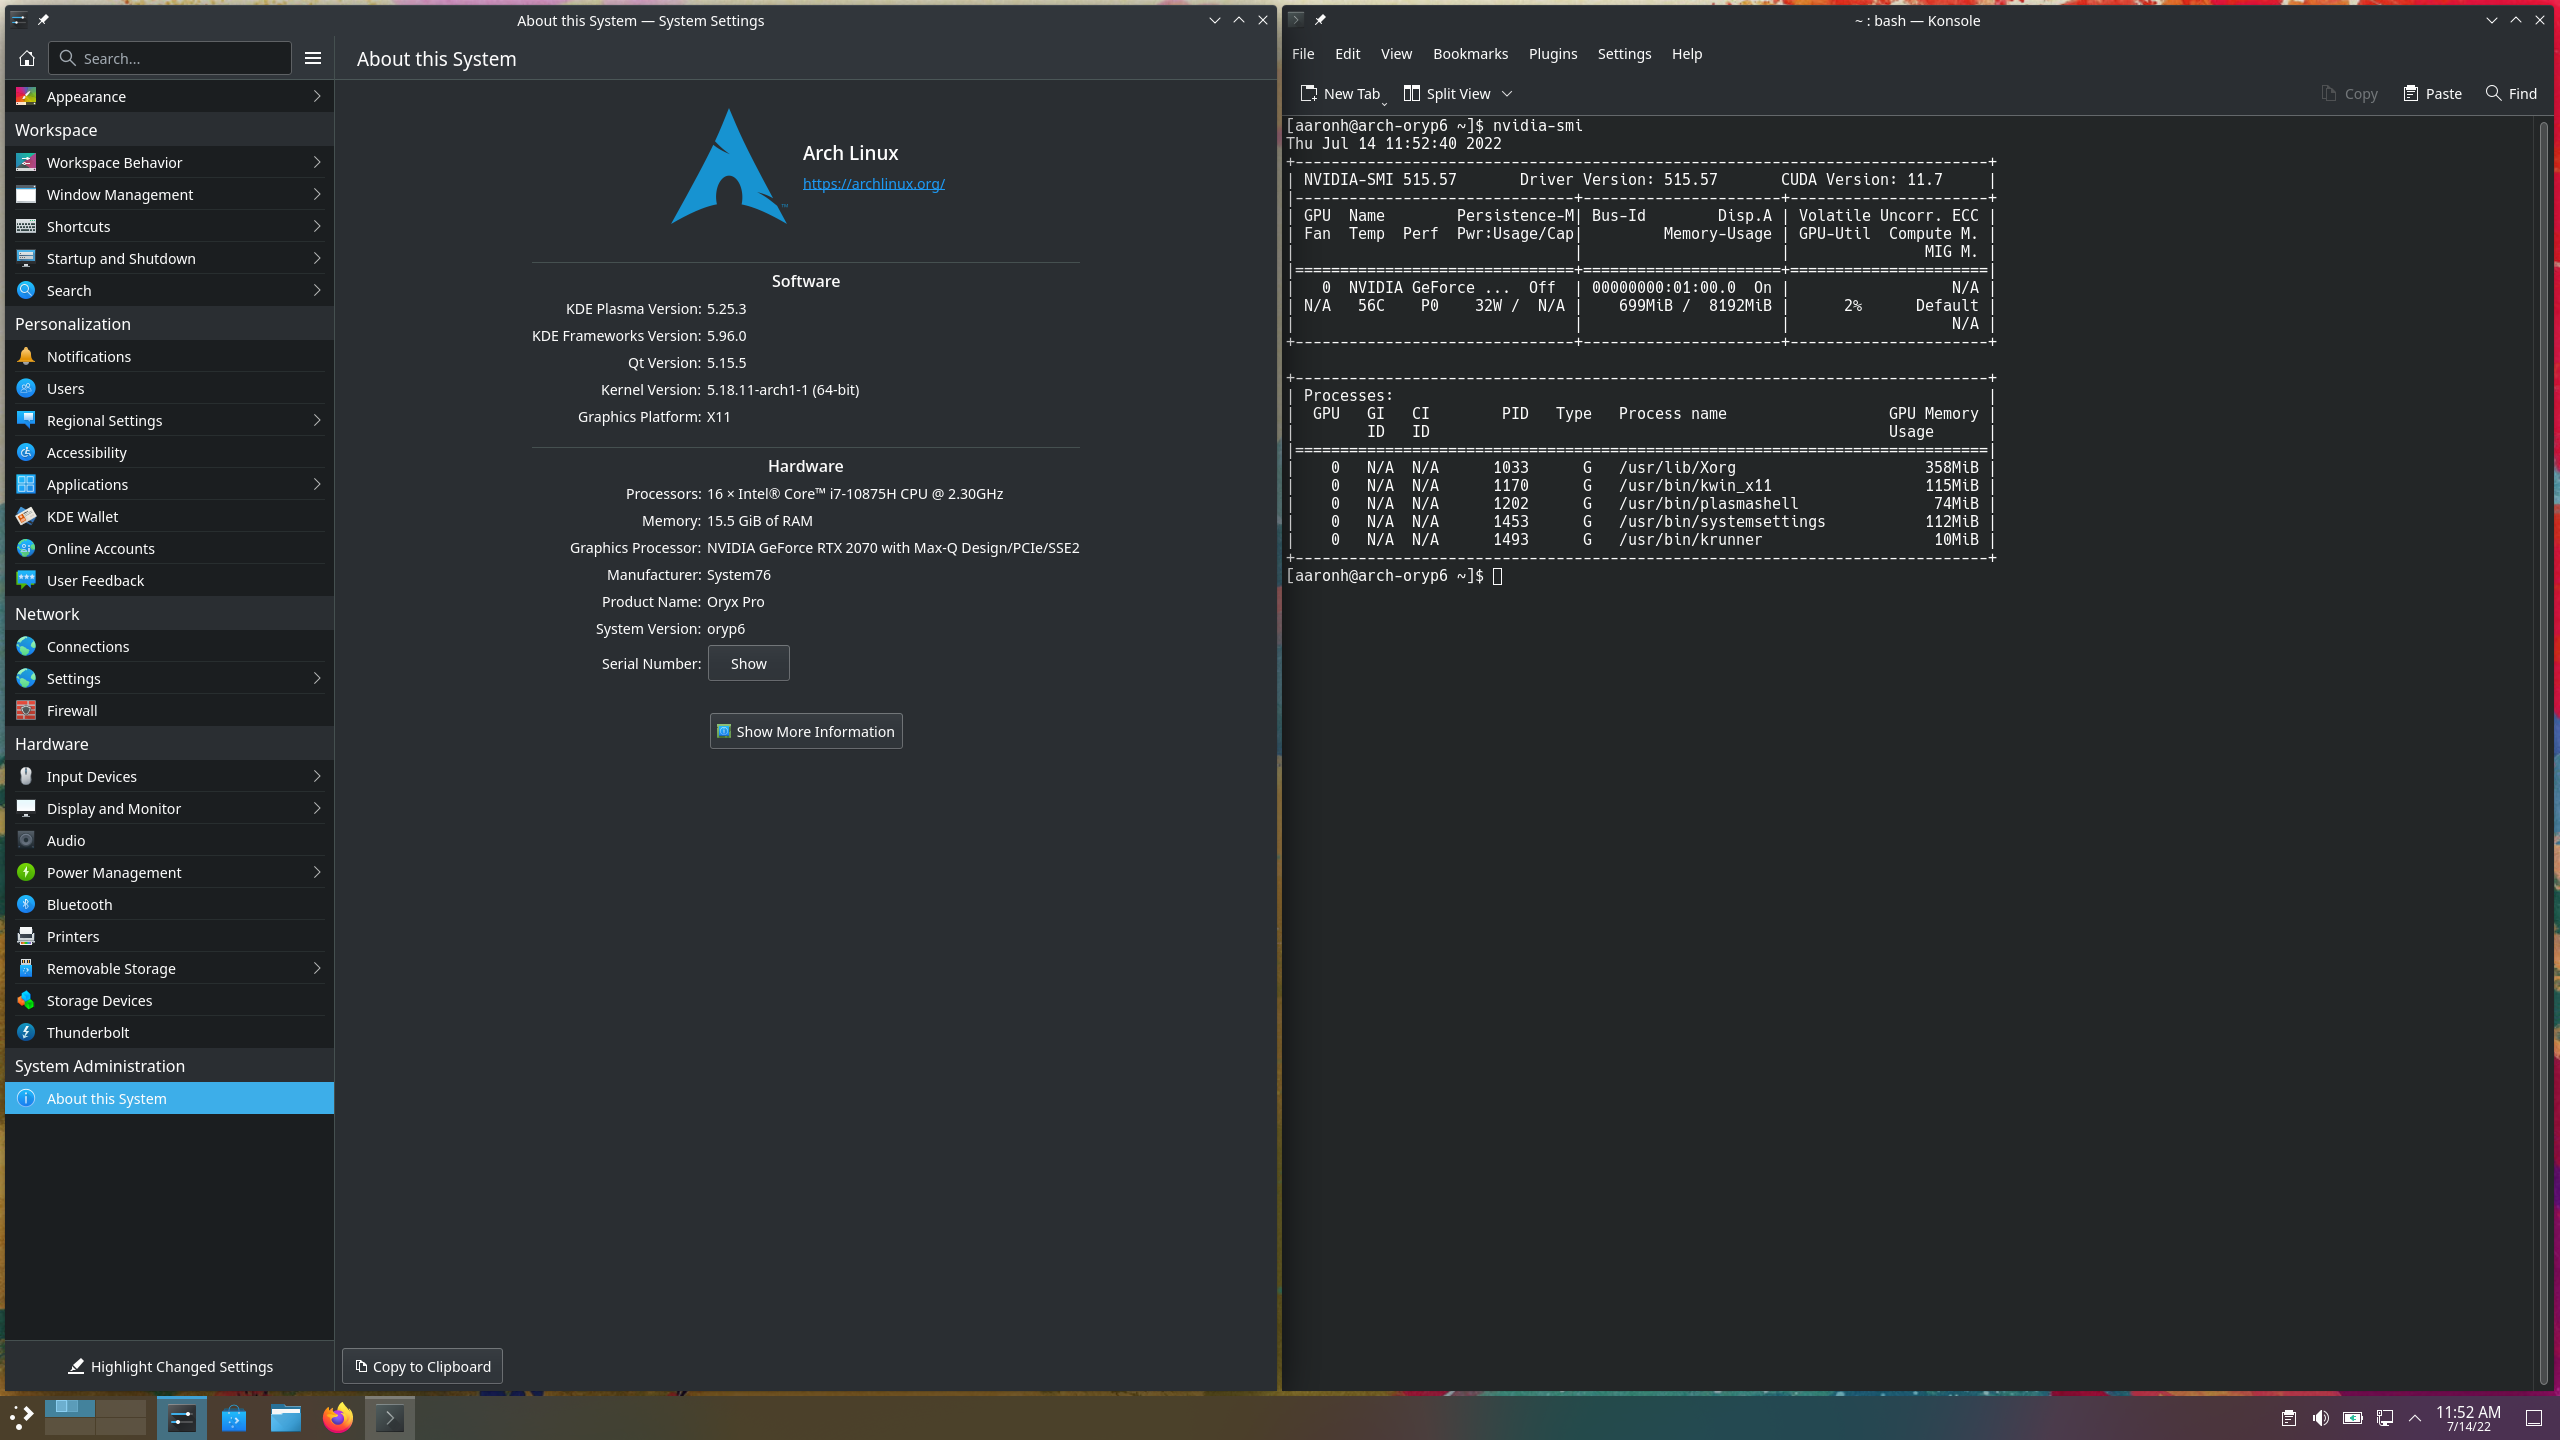 About this System — System Settings
Search...
About this System
Appearance
Workspace
Workspace Behavior
Window Management
Shortcuts
Startup and Shutdown
Search
Personalization
Notifications
Users
Regional Settings
Accessibility
Applications
KDE Wallet
Online Accounts
User Feedback
Network
Connections
Settings
Firewall
Hardware
Input Devices
Display and Monitor
Audio
Power Management
Bluetooth
Printers
Removable Storage
Storage Devices
Thunderbolt
System Administration
About this System
Highlight Changed Settings
Arch Linux
https://archlinux.org/
Software
KDE Plasma Version: 5.25.3
KDE Frameworks Version: 5.96.0
Qt Version: 5.15.5
Kernel Version: 5.18.11-arch1-1 (64-bit)
Graphics Platform: X11
Hardware
Processors: 16 × Intel® Core™ i7-10875H CPU @ 2.30GHz
Memory: 15.5 GiB of RAM
Graphics Processor: NVIDIA GeForce RTX 2070 with Max-Q Design/PCIe/SSE2
Manufacturer: System76
Product Name: Oryx Pro
System Version: oryp6
Serial Number: Show
Show More Information
Copy to Clipboard
~ : bash — Konsole
File Edit View Bookmarks Plugins Settings Help
New Tab Split View Copy Paste Find
[aaronh@arch-oryp6 ~]$ nvidia-smi
Thu Jul 14 11:52:40 2022
+-----------------------------------------------------------------------------+
| NVIDIA-SMI 515.57       Driver Version: 515.57       CUDA Version: 11.7     |
|-------------------------------+----------------------+----------------------+
| GPU  Name        Persistence-M| Bus-Id        Disp.A | Volatile Uncorr. ECC |
| Fan  Temp  Perf  Pwr:Usage/Cap|         Memory-Usage | GPU-Util  Compute M. |
|                               |                      |               MIG M. |
|===============================+======================+======================|
|   0  NVIDIA GeForce ...  Off  | 00000000:01:00.0  On |                  N/A |
| N/A   56C    P0    32W /  N/A |    699MiB /  8192MiB |      2%      Default |
|                               |                      |                  N/A |
+-------------------------------+----------------------+----------------------+
+-----------------------------------------------------------------------------+
| Processes:                                                                  |
|  GPU   GI   CI        PID   Type   Process name                  GPU Memory |
|        ID   ID                                                   Usage      |
|=============================================================================|
|    0   N/A  N/A      1033      G   /usr/lib/Xorg                     358MiB |
|    0   N/A  N/A      1170      G   /usr/bin/kwin_x11                 115MiB |
|    0   N/A  N/A      1202      G   /usr/bin/plasmashell               74MiB |
|    0   N/A  N/A      1453      G   /usr/bin/systemsettings           112MiB |
|    0   N/A  N/A      1493      G   /usr/bin/krunner                   10MiB |
+-----------------------------------------------------------------------------+
[aaronh@arch-oryp6 ~]$
11:52 AM
7/14/22